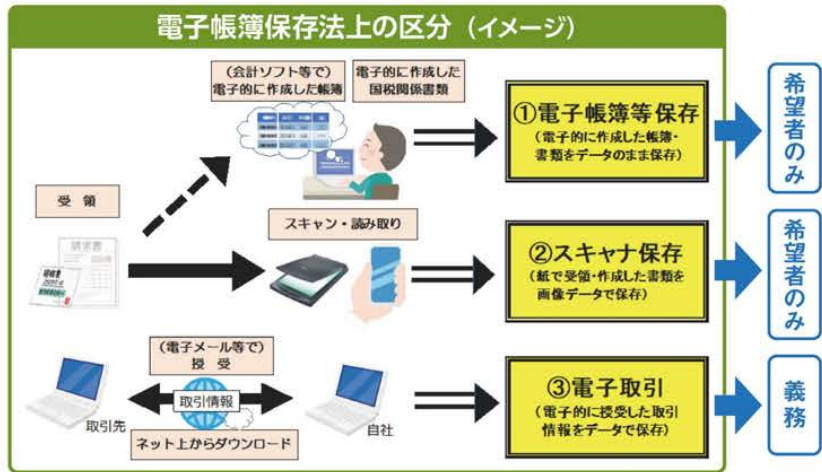 電子帳簿保存法上の区分（イメージ）
（会計ソフト等で）
電子的に作成した帳簿
電子的に作成した
国税関係書類
①電子帳簿等保存
（電子的に作成した帳簿・
書類をデータのまま保存）
希望者のみ
受 領
請求書
領収書
スキャン・読み取り
②スキャナ保存
（紙で受領・作成した書類を
画像データで保存）
希望者のみ
（電子メール等で）
授 受
取引情報
取引先
自社
ネット上からダウンロード
③電子取引
（電子的に授受した取引
情報をデータで保存）
義務